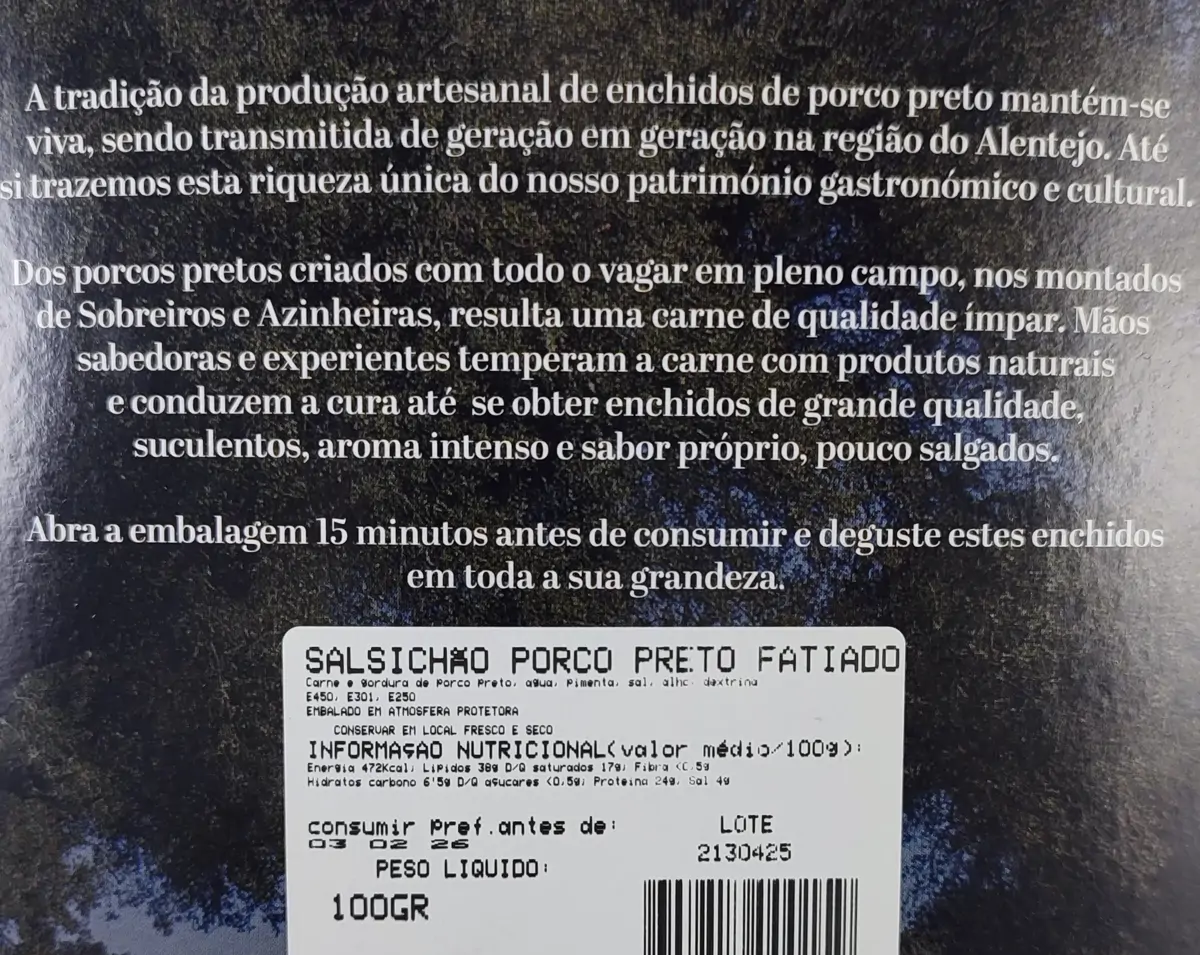 A tradição da produção artesanal de enchidos de porco preto mantém-se
viva, sendo transmitida de geração em geração na região do Alentejo. Até
si trazemos esta riqueza única do nosso património gastronómico e cultural.
Dos porcos pretos criados com todo o vagar em pleno campo, nos montados
de Sobreiros e Azinheiras, resulta uma carne de qualidade ímpar. Mãos
sabedoras e experientes temperam a carne com produtos naturais
e conduzem a cura até se obter enchidos de grande qualidade,
suculentos, aroma intenso e sabor próprio, pouco salgados.
Abra a embalagem 15 minutos antes de consumir e deguste estes enchidos
em toda a sua grandeza.
SALSICHÃO PORCO PRETO FATIADO
Carne e gordura de Porco Preto, agua, Pimenta, sal, alho, dextrina
E450, E301, E250
EMBALADO EM ATMOSFERA PROTETORA
CONSERVAR EM LOCAL FRESCO E SECO
INFORMAÇAO NUTRICIONAL(valor médio/100g):
Energia 472Kcal; Lipidos 38g D/Q saturados 17g; Fibra <0.5g
Hidratos carbono 6'5g D/Q açucares <0,5g; Proteina 24g, Sal 4g
consumir Pref.antes de:
03 02 26
LOTE
2130425
PESO LIQUIDO:
100GR